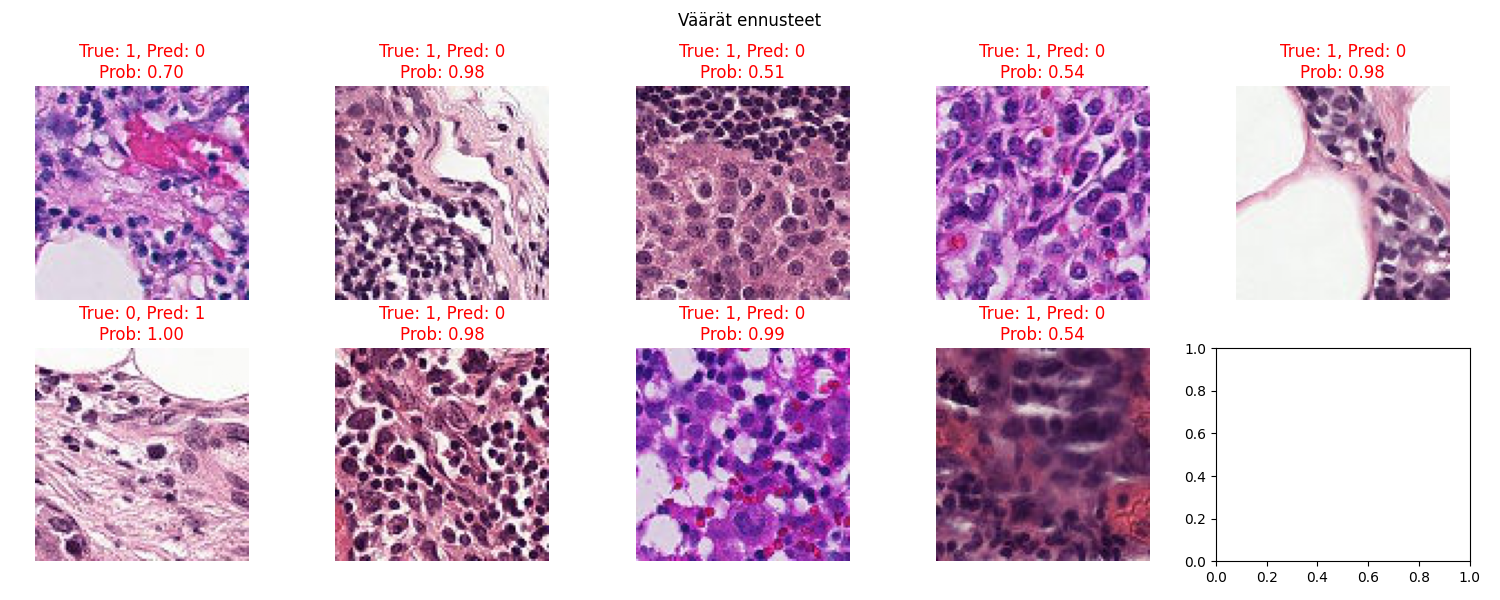 Väärät ennusteet
True: 1, Pred: 0
Prob: 0.70
True: 1, Pred: 0
Prob: 0.98
True: 1, Pred: 0
Prob: 0.51
True: 1, Pred: 0
Prob: 0.54
True: 1, Pred: 0
Prob: 0.98
True: 0, Pred: 1
Prob: 1.00
True: 1, Pred: 0
Prob: 0.98
True: 1, Pred: 0
Prob: 0.99
True: 1, Pred: 0
Prob: 0.54
1.0
0.8
0.6
0.4
0.2
0.0
0.0 0.2 0.4 0.6 0.8 1.0